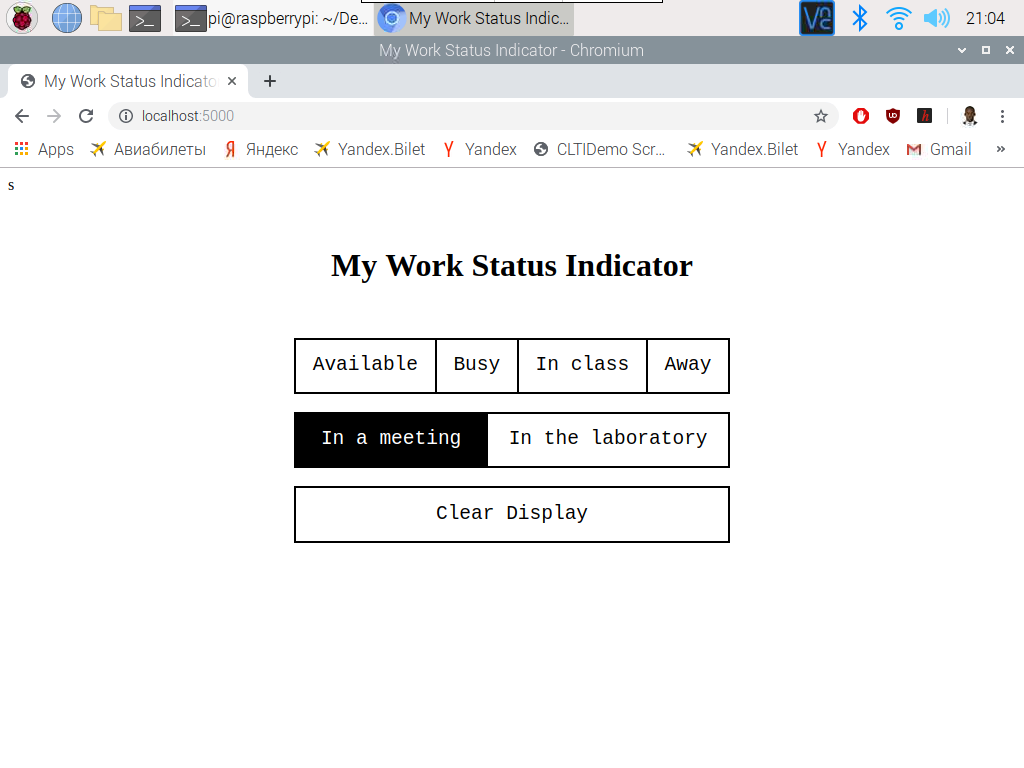 pi@raspberrypi: ~/De... My Work Status Indic... 21:04
My Work Status Indicator - Chromium
My Work Status Indicato
localhost:5000
Apps Авиабилеты Яндекс Yandex.Bilet Yandex CLTIDemo Scr... Yandex.Bilet Yandex Gmail »
s
My Work Status Indicator
Available Busy In class Away
In a meeting In the laboratory
Clear Display